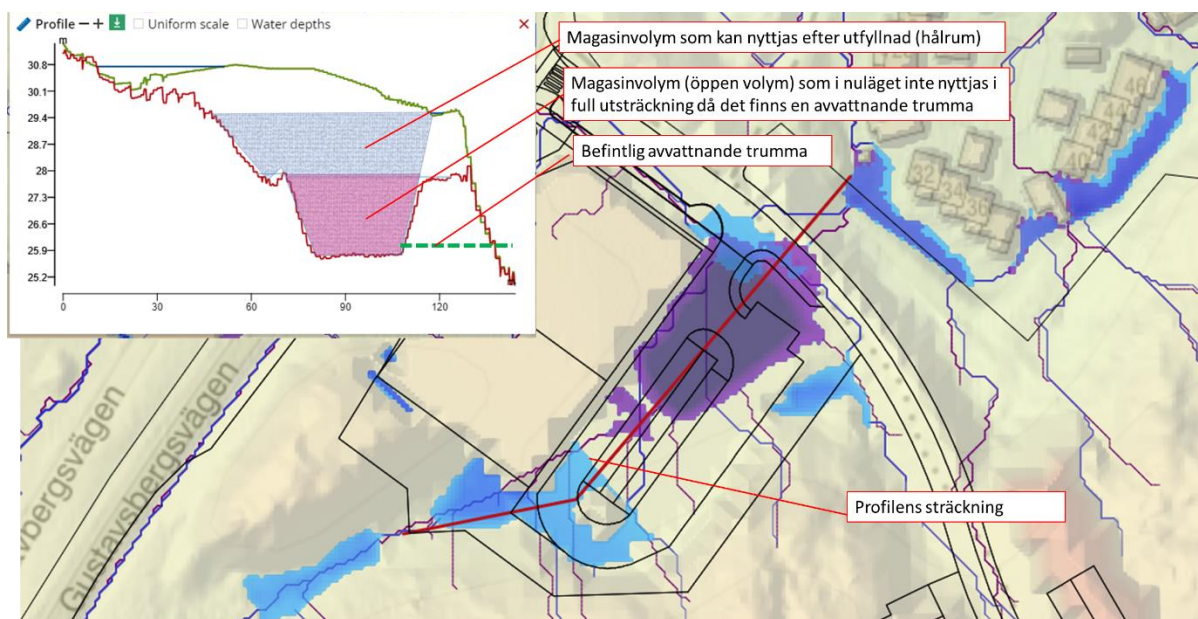 Profile
Uniform scale
Water depths
m
30.8
30.1
29.4
28.7
28
27.3
26.6
25.9
25.2
0
30
60
90
120
Magasinvolym som kan nyttjas efter utfyllnad (hålrum)
Magasinvolym (öppen volym) som i nuläget inte nyttjas i
full utsträckning då det finns en avvattnande trumma
Befintlig avvattnande trumma
46
42
40
32
34
36
Profilens sträckning
Gustavsbergsvägen